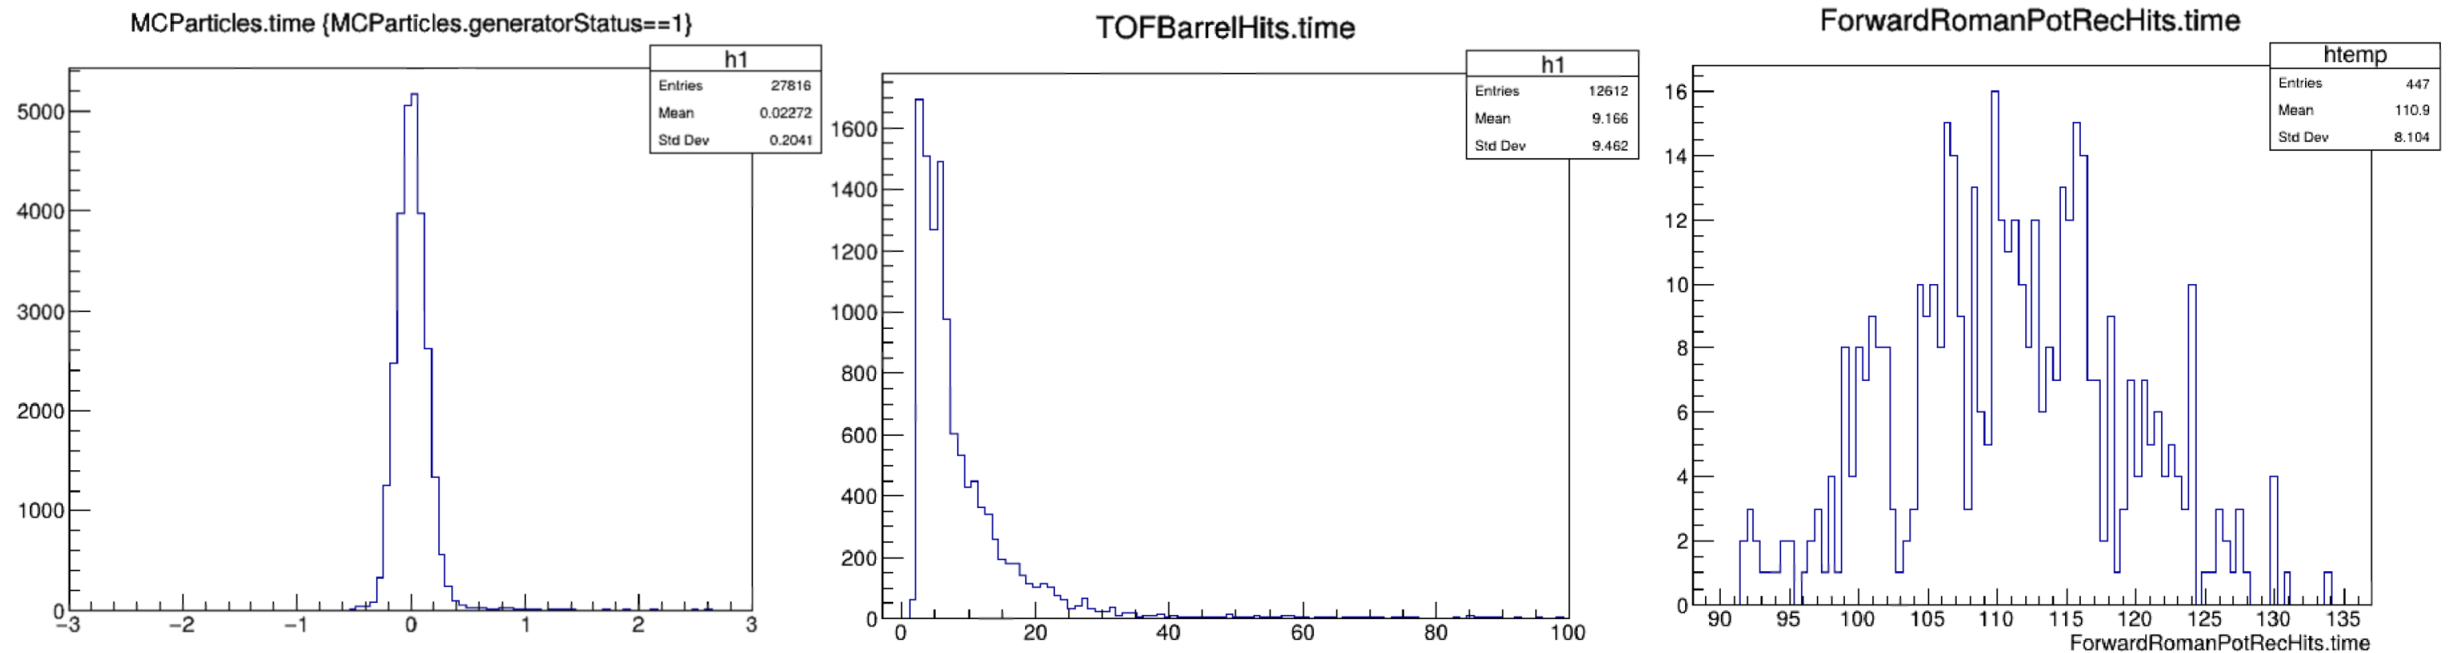 MCParticles.time {MCParticles.generatorStatus==1}
h1
Entries 27816
Mean 0.02272
Std Dev 0.2041
5000
4000
3000
2000
1000
0
−3 −2 −1 0 1 2 3
TOFBarrelHits.time
h1
Entries 12612
Mean 9.166
Std Dev 9.462
1600
1400
1200
1000
800
600
400
200
0
0 20 40 60 80 100
ForwardRomanPotRecHits.time
htemp
Entries 447
Mean 110.9
Std Dev 8.104
16
14
12
10
8
6
4
2
0
90 95 100 105 110 115 120 125 130 135
ForwardRomanPotRecHits.time